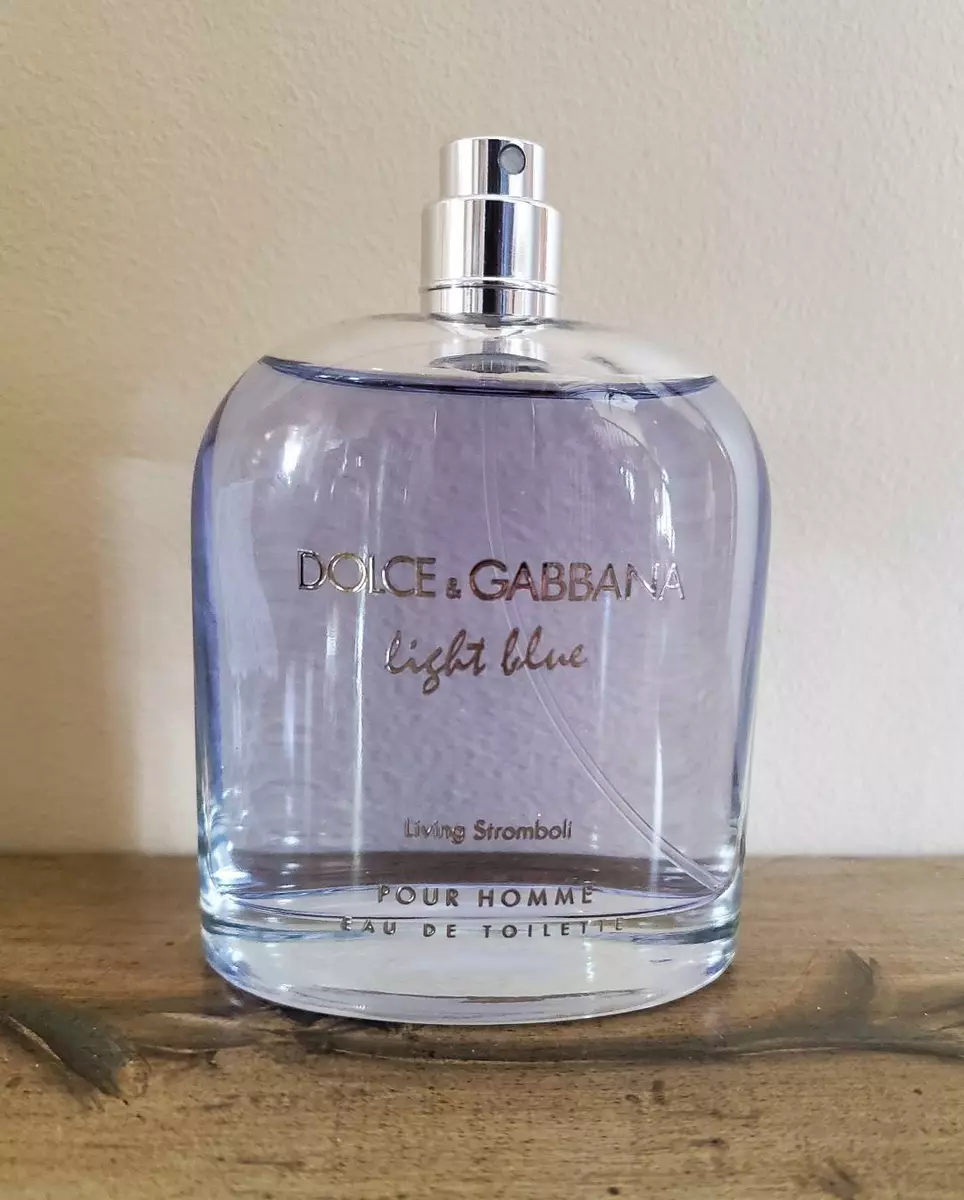 DOLCE & GABBANA
light blue
Living Stromboli
POUR HOMME
EAU DE TOILETTE